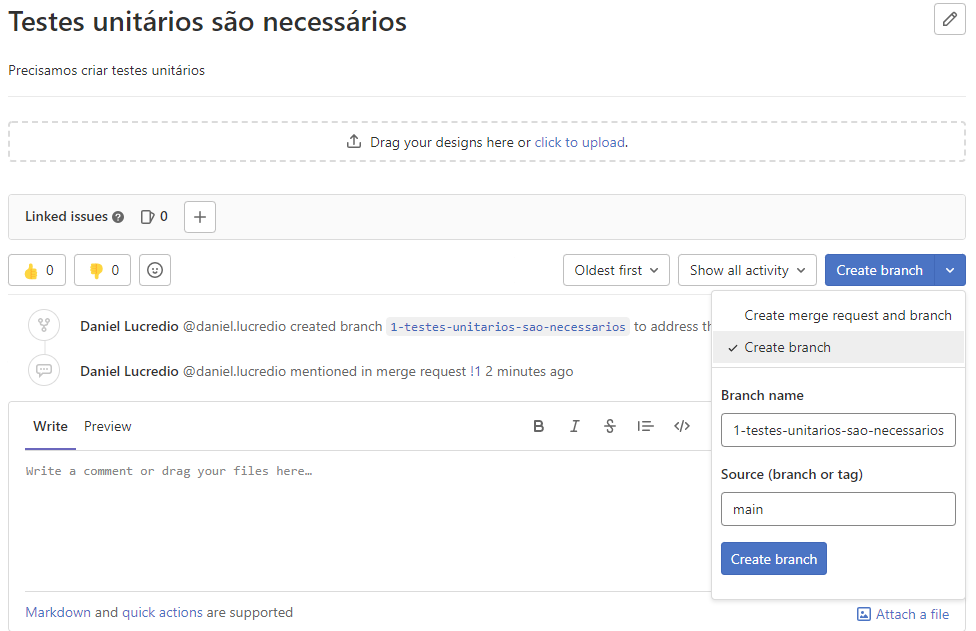 Testes unitários são necessários
Precisamos criar testes unitários
Drag your designs here or click to upload.
Linked issues ? 0 +
👍 0 👎 0
Oldest first Show all activity Create branch
Create merge request and branch
Create branch
Daniel Lucredio @daniel.lucredio created branch 1-testes-unitarios-sao-necessarios to address
Daniel Lucredio @daniel.lucredio mentioned in merge request !1 2 minutes ago
Branch name
1-testes-unitarios-sao-necessarios
Source (branch or tag)
main
Create branch
Write Preview B I S </>
Write a comment or drag your files here…
Markdown and quick actions are supported
Attach a file